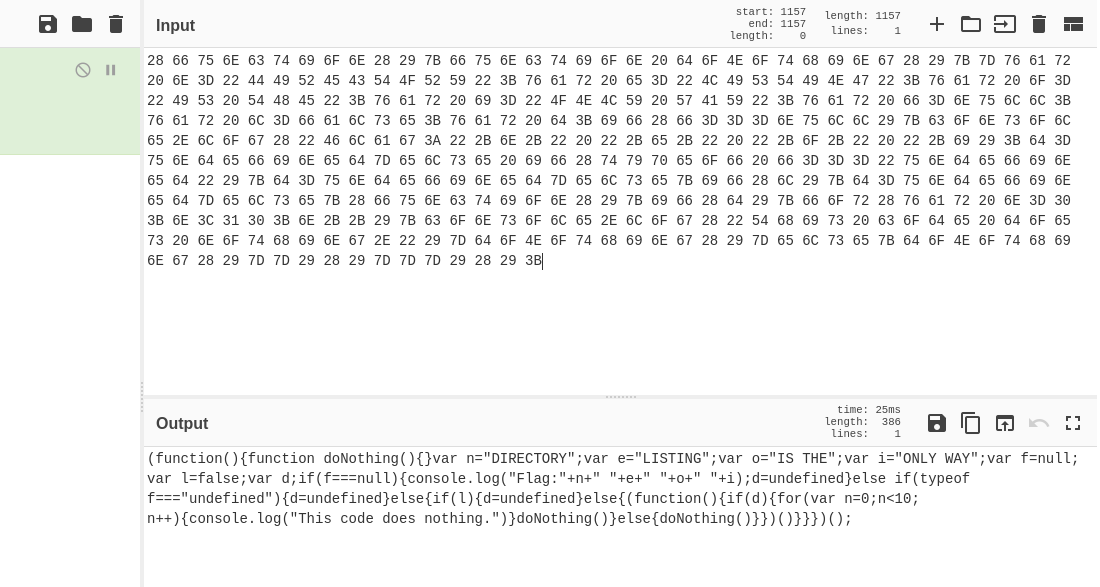 Input
start: 1157
end: 1157
length: 0
length: 1157
lines: 1
28 66 75 6E 63 74 69 6F 6E 28 29 7B 66 75 6E 63 74 69 6F 6E 20 64 6F 4E 6F 74 68 69 6E 67 28 29 7B 7D 76 61 72
20 6E 3D 22 44 49 52 45 43 54 4F 52 59 22 3B 76 61 72 20 65 3D 22 4C 49 53 54 49 4E 47 22 3B 76 61 72 20 6F 3D
22 49 53 20 54 48 45 22 3B 76 61 72 20 69 3D 22 4F 4E 4C 59 20 57 41 59 22 3B 76 61 72 20 66 3D 6E 75 6C 6C 3B
76 61 72 20 6C 3D 66 61 6C 73 65 3B 76 61 72 20 64 3B 69 66 28 66 3D 3D 3D 6E 75 6C 6C 29 7B 63 6F 6E 73 6F 6C
65 2E 6C 6F 67 28 22 46 6C 61 67 3A 22 2B 6E 2B 22 20 22 2B 65 2B 22 20 22 2B 6F 2B 22 20 22 2B 69 29 3B 64 3D
75 6E 64 65 66 69 6E 65 64 7D 65 6C 73 65 20 69 66 28 74 79 70 65 6F 66 20 66 3D 3D 3D 22 75 6E 64 65 66 69 6E
65 64 22 29 7B 64 3D 75 6E 64 65 66 69 6E 65 64 7D 65 6C 73 65 7B 69 66 28 6C 29 7B 64 3D 75 6E 64 65 66 69 6E
65 64 7D 65 6C 73 65 7B 28 66 75 6E 63 74 69 6F 6E 28 29 7B 69 66 28 64 29 7B 66 6F 72 28 76 61 72 20 6E 3D 30
3B 6E 3C 31 30 3B 6E 2B 2B 29 7B 63 6F 6E 73 6F 6C 65 2E 6C 6F 67 28 22 54 68 69 73 20 63 6F 64 65 20 64 6F 65
73 20 6E 6F 74 68 69 6E 67 2E 22 29 7D 64 6F 4E 6F 74 68 69 6E 67 28 29 7D 65 6C 73 65 7B 64 6F 4E 6F 74 68 69
6E 67 28 29 7D 7D 29 28 29 7D 7D 7D 29 28 29 3B
Output
time: 25ms
length: 386
lines: 1
(function(){function doNothing(){}var n="DIRECTORY";var e="LISTING";var o="IS THE";var i="ONLY WAY";var f=null;
var l=false;var d;if(f===null){console.log("Flag:"+n+" "+e+" "+o+" "+i);d=undefined}else if(typeof
f==="undefined"){d=undefined}else{if(l){d=undefined}else{(function(){if(d){for(var n=0;n<10;
n++){console.log("This code does nothing.")}doNothing()}else{doNothing()}})()}}})();